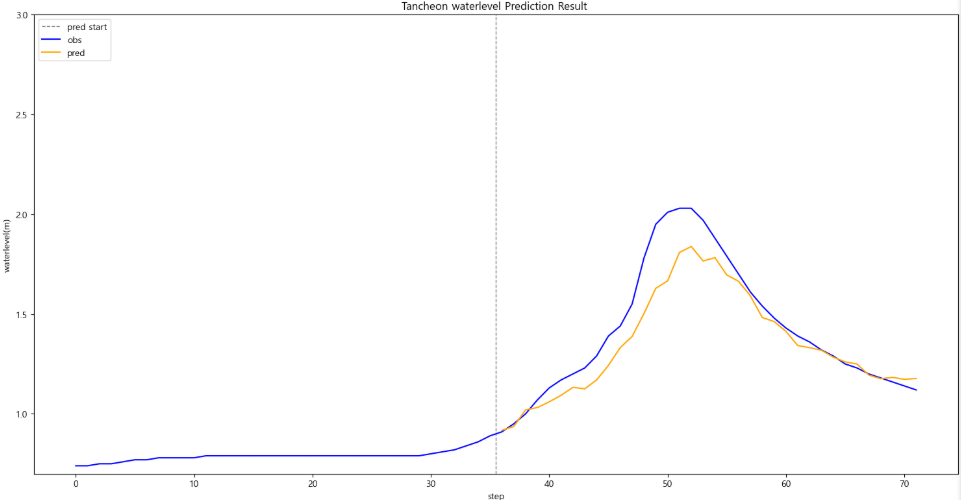 Tancheon waterlevel Prediction Result
pred start
obs
pred
3.0
2.5
2.0
1.5
1.0
waterlevel(m)
0 10 20 30 40 50 60 70
step